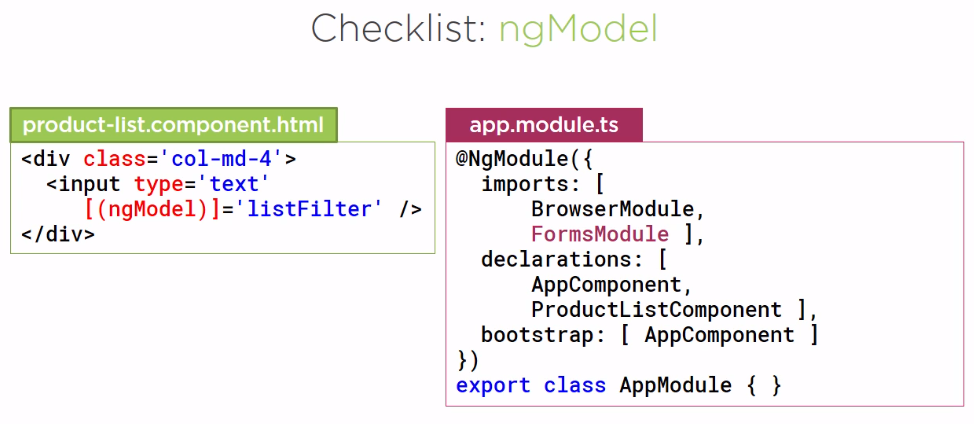 Checklist: ngModel
product-list.component.html
<div class='col-md-4'>
  <input type='text'
     [(ngModel)]='listFilter' />
</div>
app.module.ts
@NgModule({
  imports: [
      BrowserModule,
      FormsModule ],
  declarations: [
      AppComponent,
      ProductListComponent ],
  bootstrap: [ AppComponent ]
})
export class AppModule { }